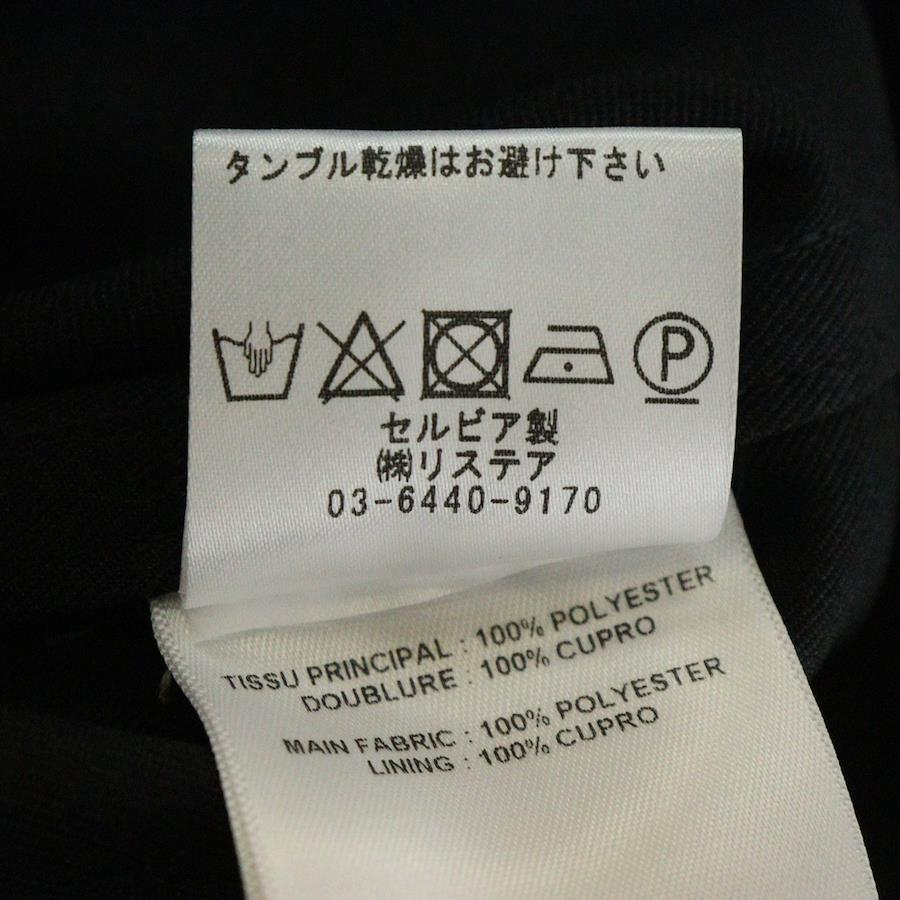 タンブル乾燥はお避け下さい
P
セルビア製
㈱リステア
03-6440-9170
TISSU PRINCIPAL : 100% POLYESTER
DOUBLURE : 100% CUPRO
MAIN FABRIC : 100% POLYESTER
LINING : 100% CUPRO